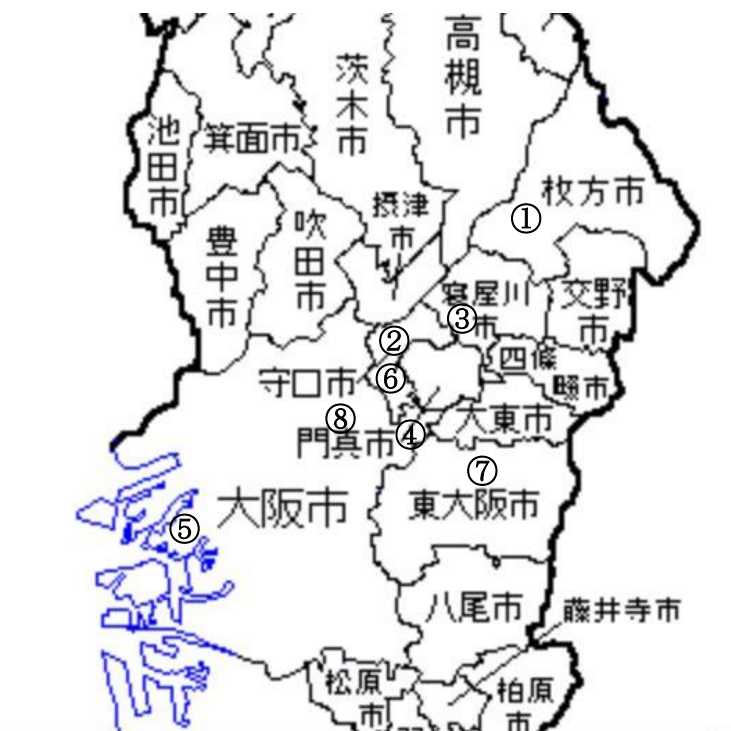 高槻市
茨木市
池田市
箕面市
枚方市
①
摂津市
吹田市
豊中市
寝屋川市
③
交野市
②
四條畷市
守口市
⑥
大東市
⑧
門真市
④
⑦
大阪市
東大阪市
⑤
八尾市
藤井寺市
松原市
柏原市